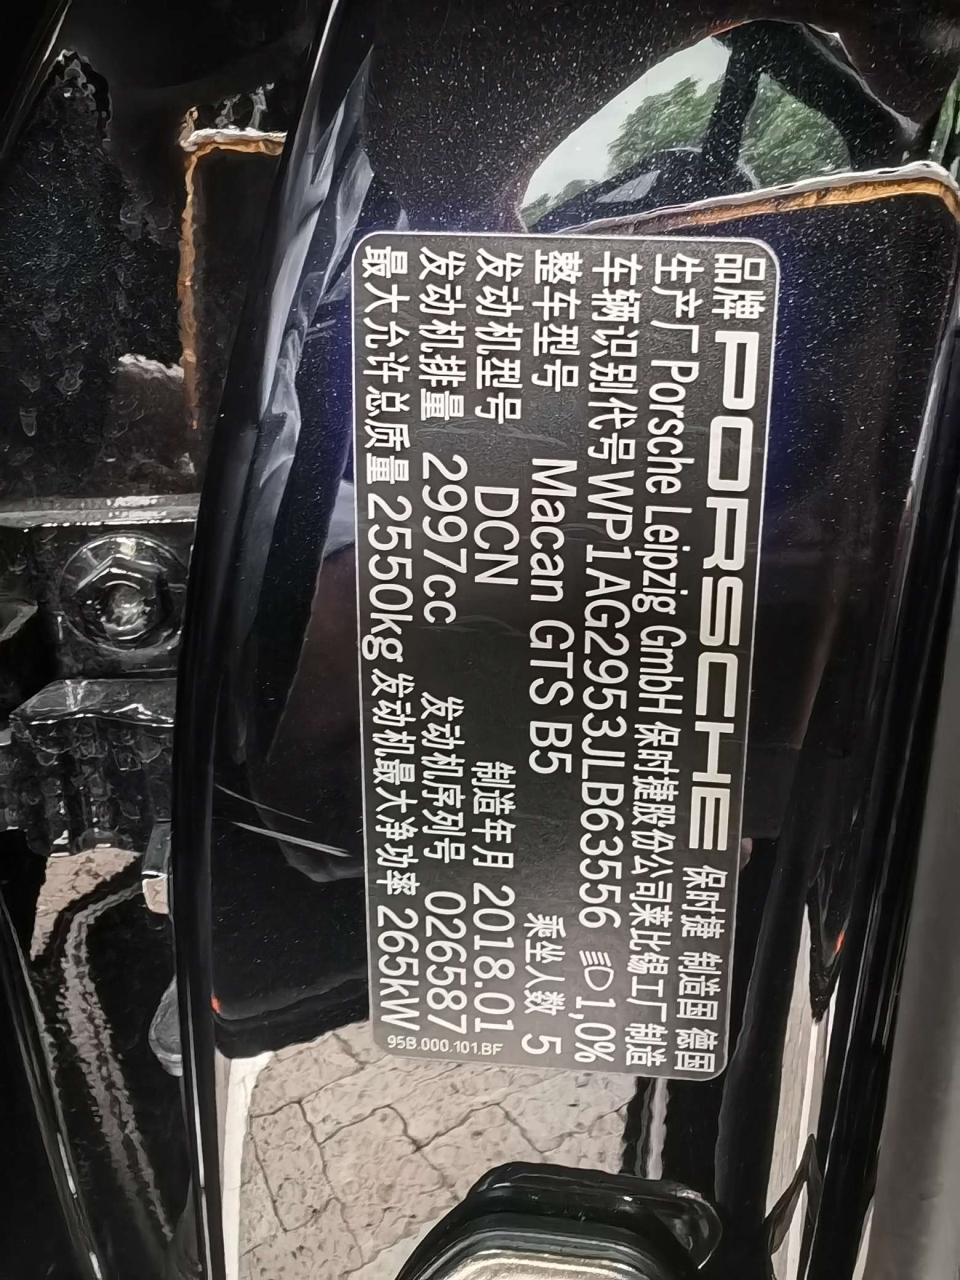 品牌 PORSCHE 保时捷 制造国 德国
生产厂 Porsche Leipzig GmbH 保时捷股份公司莱比锡工厂 制造
车辆识别代号 WP1AG2953JLB63556 1,0%
整车型号 Macan GTS B5 乘坐人数 5
发动机型号 DCN 制造年月 2018.01
发动机排量 2997cc 发动机序列号 026587
最大允许总质量 2550kg 发动机最大净功率 265kW
95B.000.101.BF